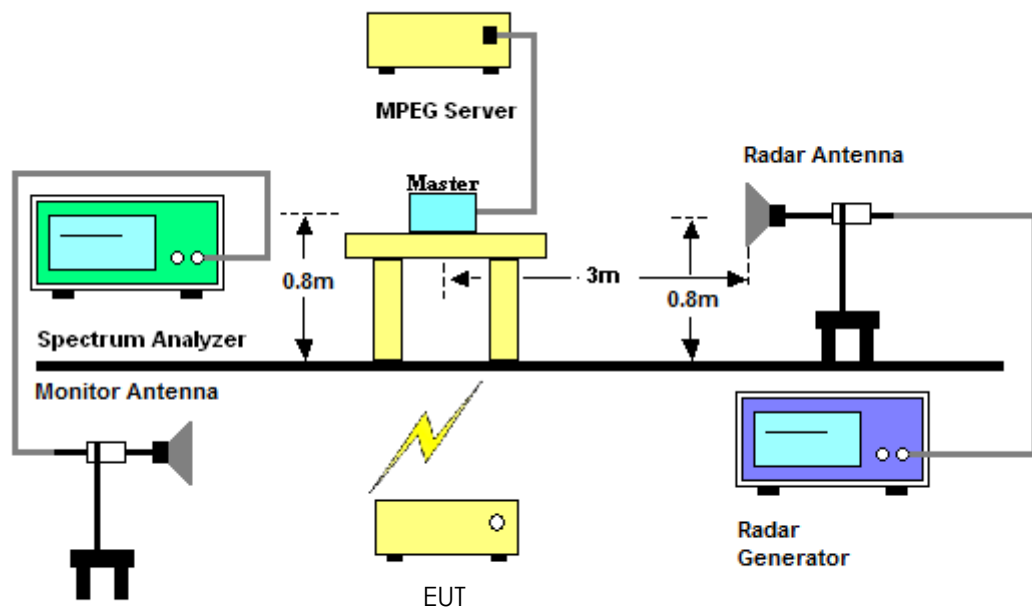 MPEG Server
Radar Antenna
Master
0.8m
3m
0.8m
Spectrum Analyzer
Monitor Antenna
Radar
Generator
EUT